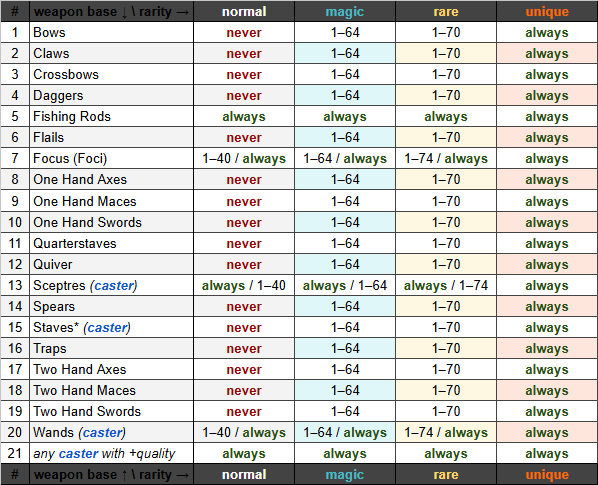 # weapon base ↓ \ rarity → normal magic rare unique
1 Bows never 1–64 1–70 always
2 Claws never 1–64 1–70 always
3 Crossbows never 1–64 1–70 always
4 Daggers never 1–64 1–70 always
5 Fishing Rods always always always always
6 Flails never 1–64 1–70 always
7 Focus (Foci) 1–40 / always 1–64 / always 1–74 / always always
8 One Hand Axes never 1–64 1–70 always
9 One Hand Maces never 1–64 1–70 always
10 One Hand Swords never 1–64 1–70 always
11 Quarterstaves never 1–64 1–70 always
12 Quiver never 1–64 1–70 always
13 Sceptres (caster) always / 1–40 always / 1–64 always / 1–74 always
14 Spears never 1–64 1–70 always
15 Staves* (caster) never 1–64 1–70 always
16 Traps never 1–64 1–70 always
17 Two Hand Axes never 1–64 1–70 always
18 Two Hand Maces never 1–64 1–70 always
19 Two Hand Swords never 1–64 1–70 always
20 Wands (caster) 1–40 / always 1–64 / always 1–74 / always always
21 any caster with +quality always always always always
# weapon base ↑ \ rarity → normal magic rare unique